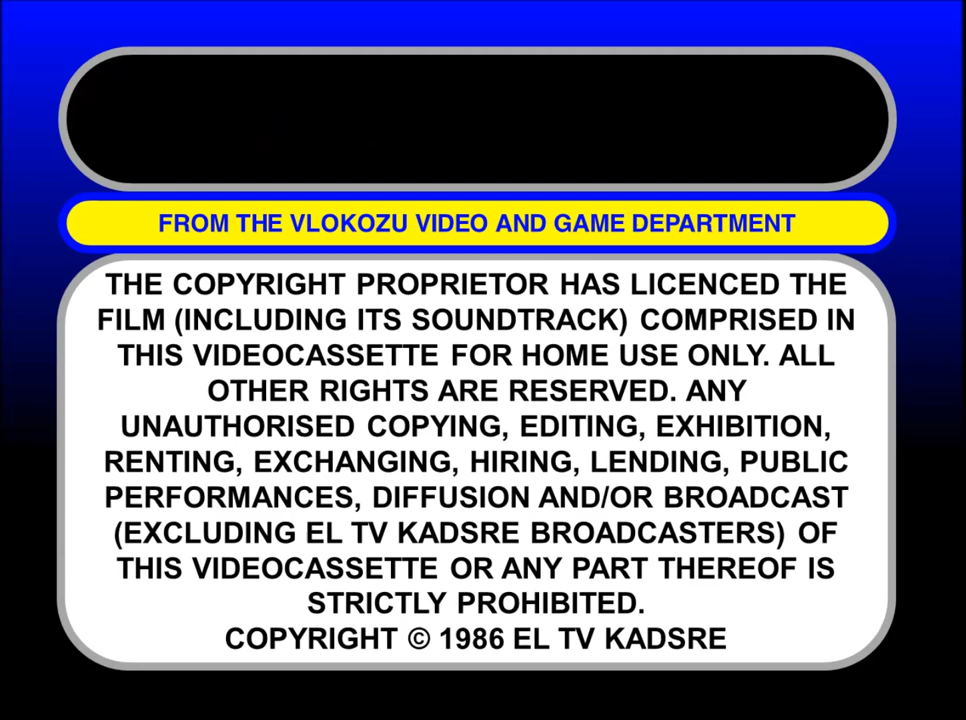 FROM THE VLOKOZU VIDEO AND GAME DEPARTMENT
THE COPYRIGHT PROPRIETOR HAS LICENCED THE
FILM (INCLUDING ITS SOUNDTRACK) COMPRISED IN
THIS VIDEOCASSETTE FOR HOME USE ONLY. ALL
OTHER RIGHTS ARE RESERVED. ANY
UNAUTHORISED COPYING, EDITING, EXHIBITION,
RENTING, EXCHANGING, HIRING, LENDING, PUBLIC
PERFORMANCES, DIFFUSION AND/OR BROADCAST
(EXCLUDING EL TV KADSRE BROADCASTERS) OF
THIS VIDEOCASSETTE OR ANY PART THEREOF IS
STRICTLY PROHIBITED.
COPYRIGHT © 1986 EL TV KADSRE